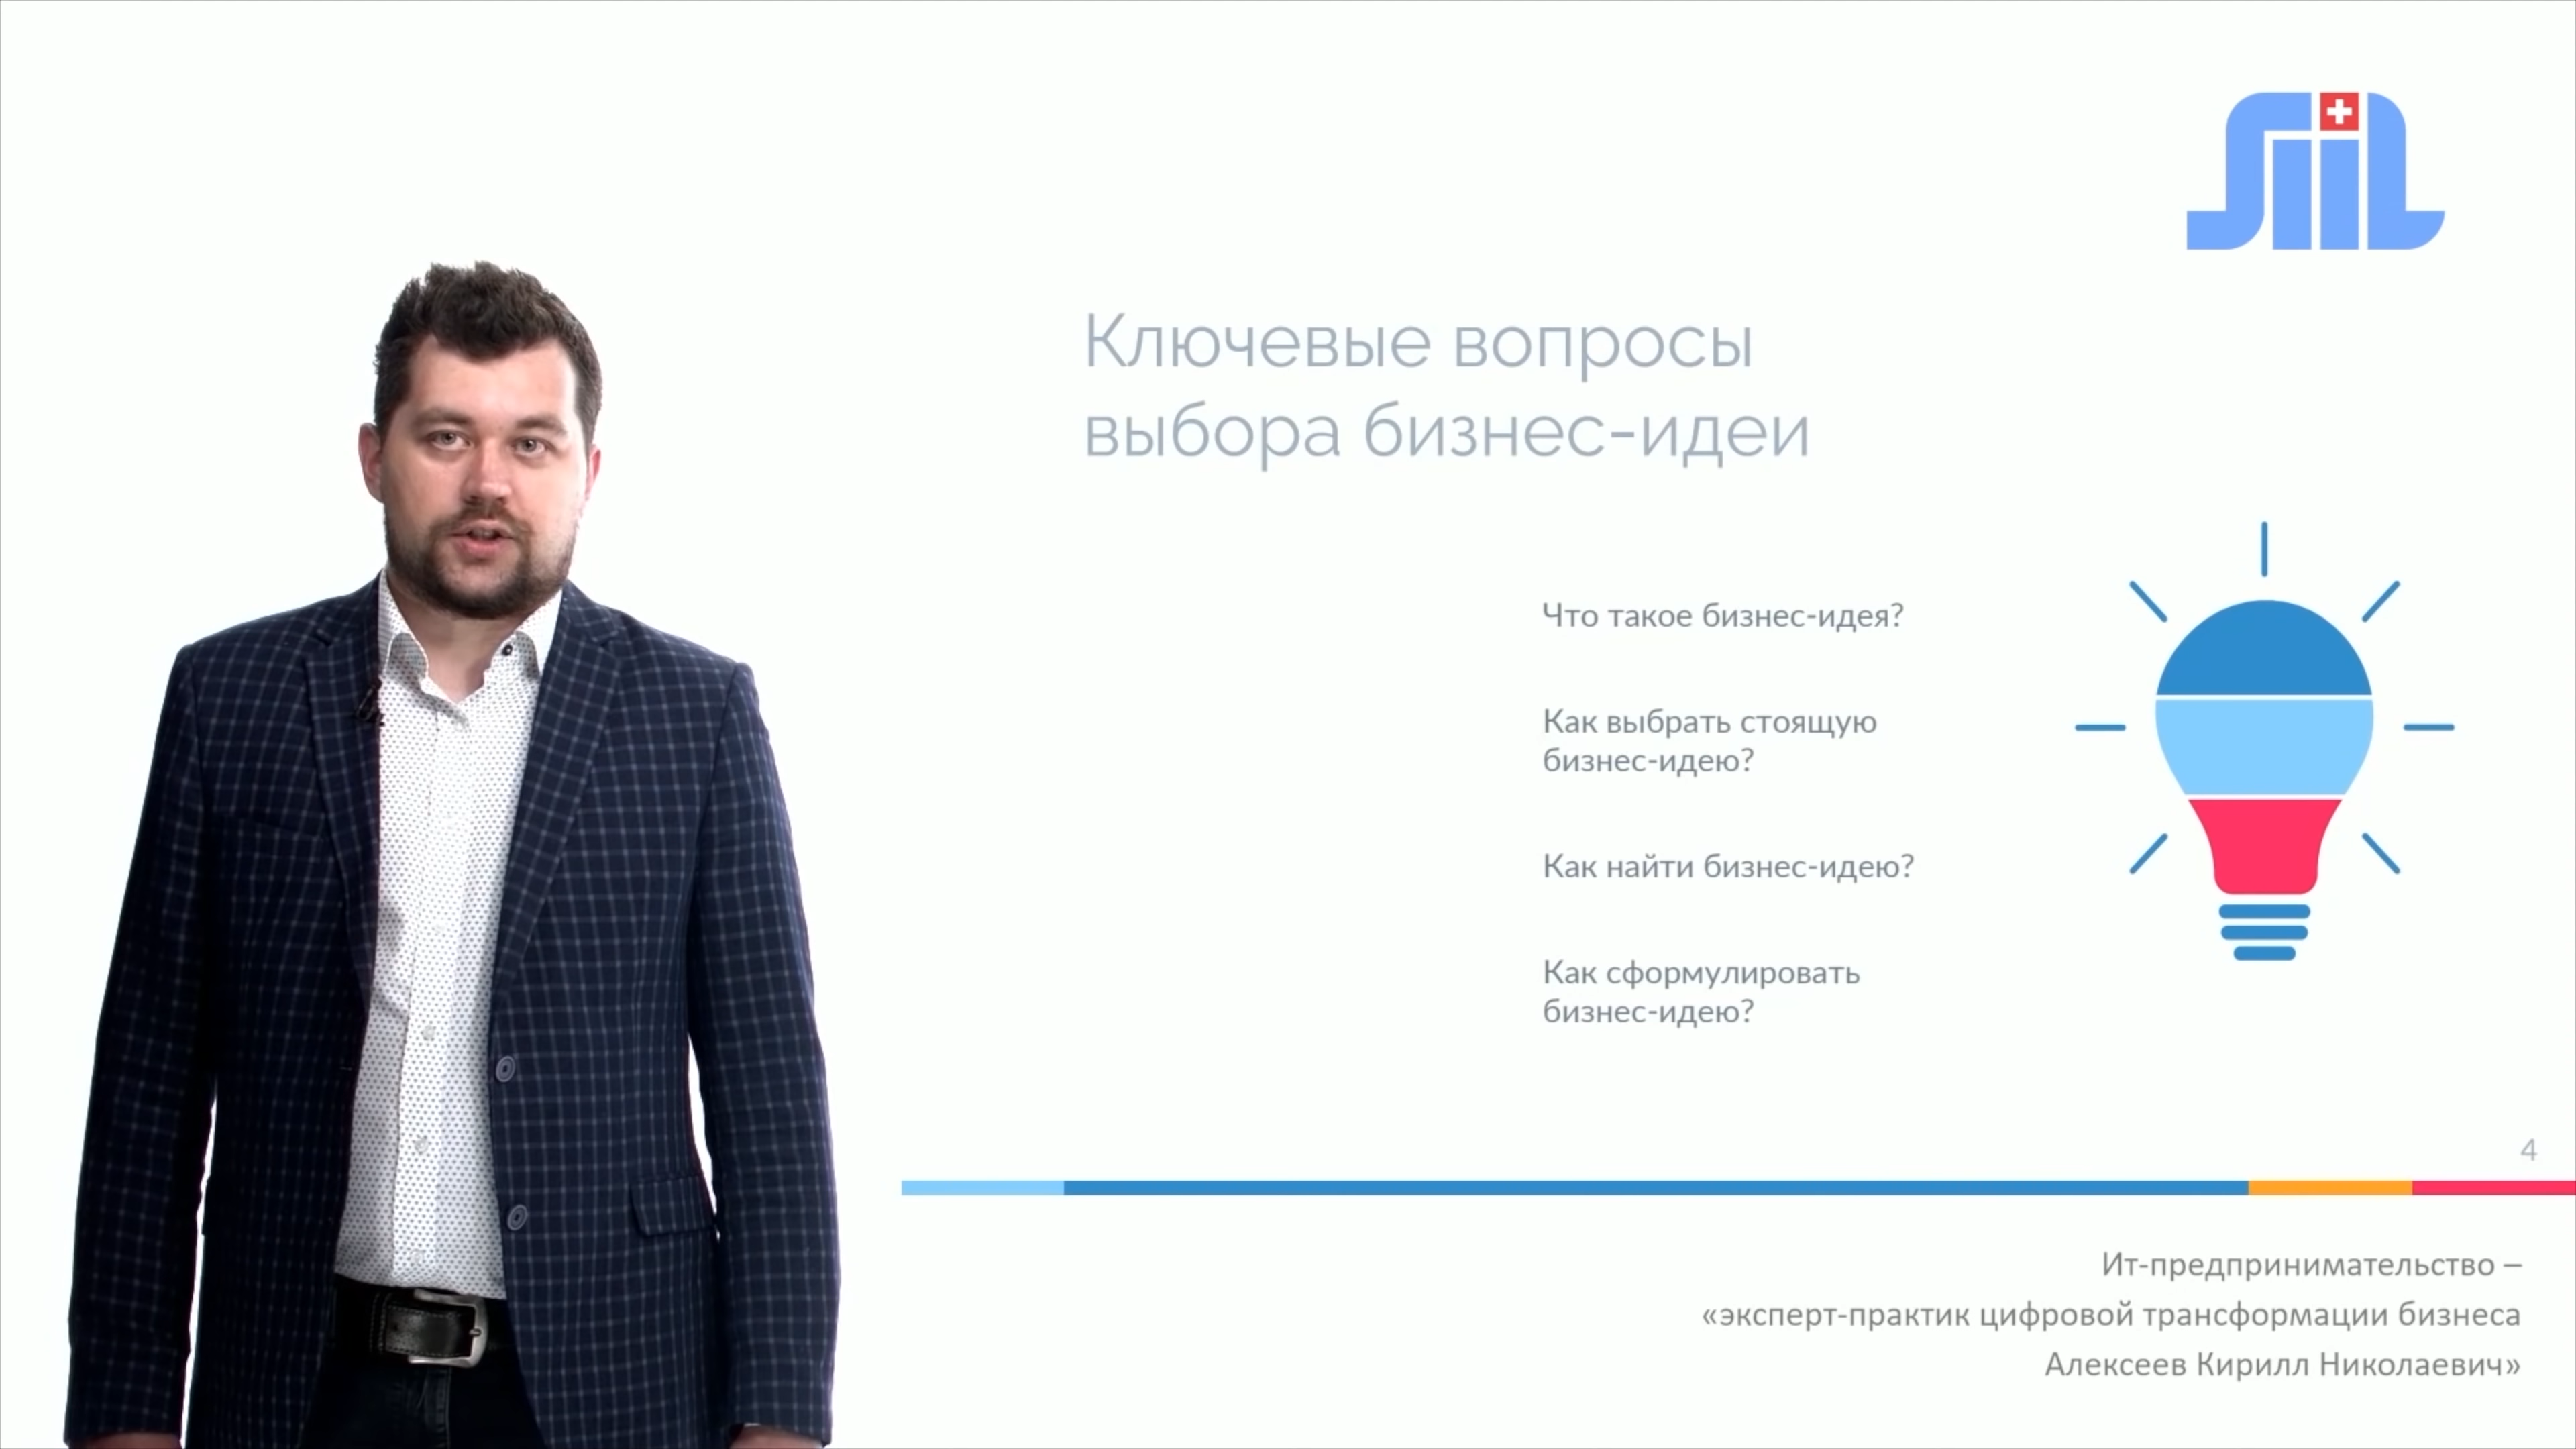 SIIL
Ключевые вопросы
выбора бизнес-идеи
Что такое бизнес-идея?
Как выбрать стоящую
бизнес-идею?
Как найти бизнес-идею?
Как сформулировать
бизнес-идею?
4
Ит-предпринимательство –
«эксперт-практик цифровой трансформации бизнеса
Алексеев Кирилл Николаевич»